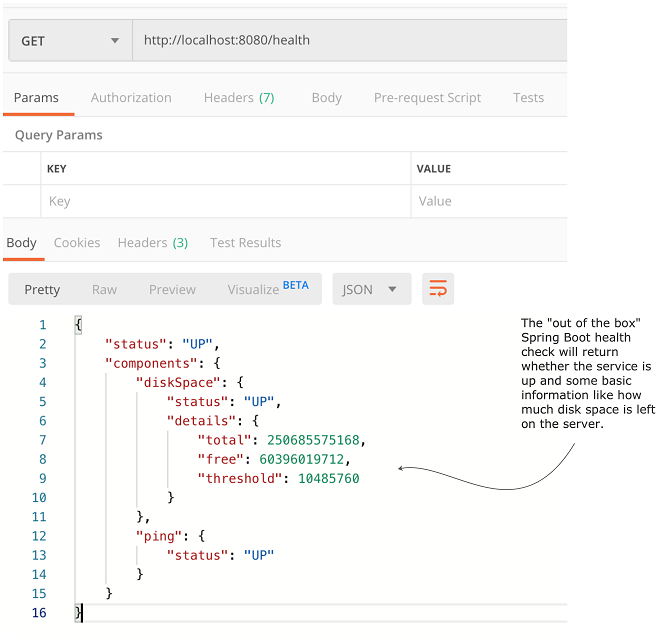 GET http://localhost:8080/health
Params Authorization Headers (7) Body Pre-request Script Tests
Query Params
KEY VALUE
Key Value
Body Cookies Headers (3) Test Results
Pretty Raw Preview Visualize BETA JSON
1 {
2 "status": "UP",
3 "components": {
4 "diskSpace": {
5 "status": "UP",
6 "details": {
7 "total": 250685575168,
8 "free": 60396019712,
9 "threshold": 10485760
10 }
11 },
12 "ping": {
13 "status": "UP"
14 }
15 }
16 }
The "out of the box"
Spring Boot health
check will return
whether the service is
up and some basic
information like how
much disk space is left
on the server.